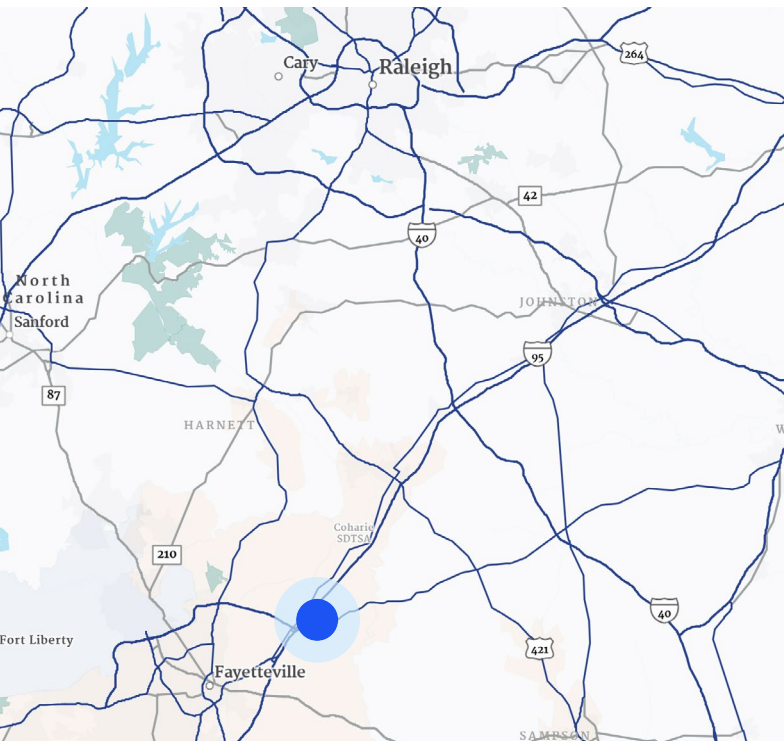 264
Cary
Raleigh
42
40
North
Carolina
JOHNSTON
Sanford
95
87
HARNETT
W
Coharie
SDTSA
210
40
Fort Liberty
421
Fayetteville
SAMPSON